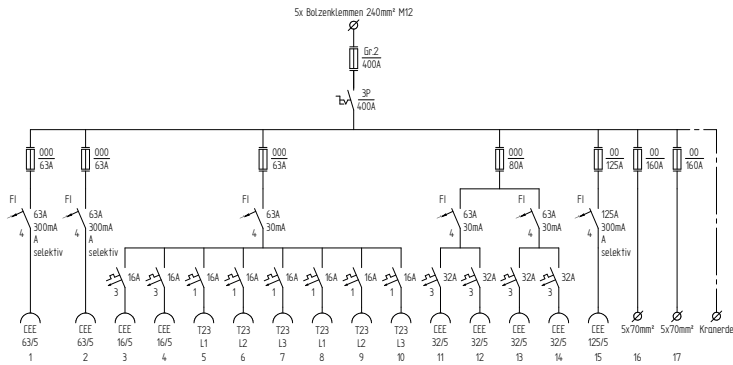 5x Bolzenklemmen 240mm² M12
Gr.2
400A
3P
400A
000
63A
000
63A
000
63A
000
80A
00
125A
00
160A
00
160A
FI
63A
300mA
A
selektiv
4
FI
63A
300mA
A
selektiv
4
FI
63A
30mA
4
FI
63A
30mA
4
FI
63A
30mA
4
FI
125A
300mA
A
selektiv
4
16A
3
16A
3
16A
1
16A
1
16A
1
16A
1
16A
1
16A
1
32A
3
32A
3
32A
3
32A
3
CEE
63/5
1
CEE
63/5
2
CEE
16/5
3
CEE
16/5
4
T23
L1
5
T23
L2
6
T23
L3
7
T23
L1
8
T23
L2
9
T23
L3
10
CEE
32/5
11
CEE
32/5
12
CEE
32/5
13
CEE
32/5
14
CEE
125/5
15
5x70mm²
16
5x70mm²
17
Kranerde